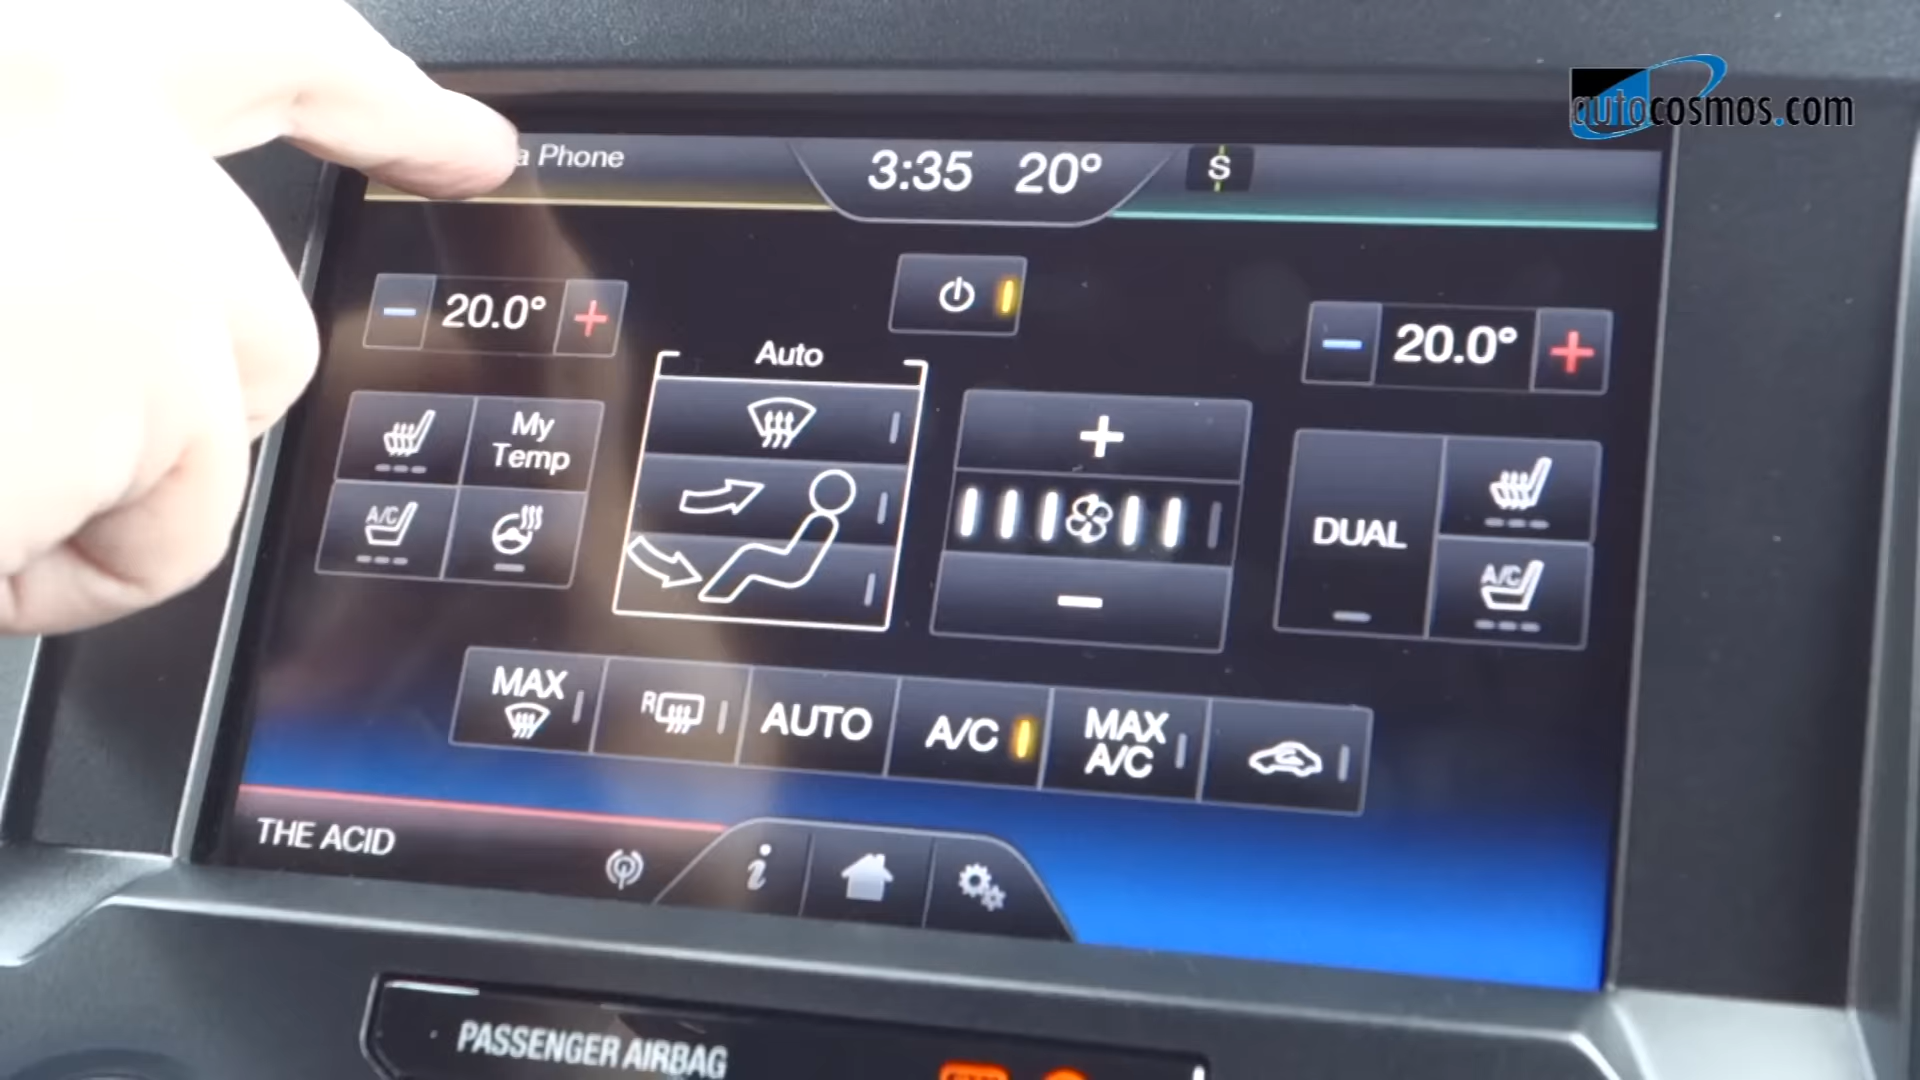 autocosmos.com
a Phone
3:35 20° S
20.0°
20.0°
Auto
My
Temp
A/C
DUAL
A/C
MAX
R
AUTO
A/C
MAX
A/C
THE ACID
i
PASSENGER AIRBAG